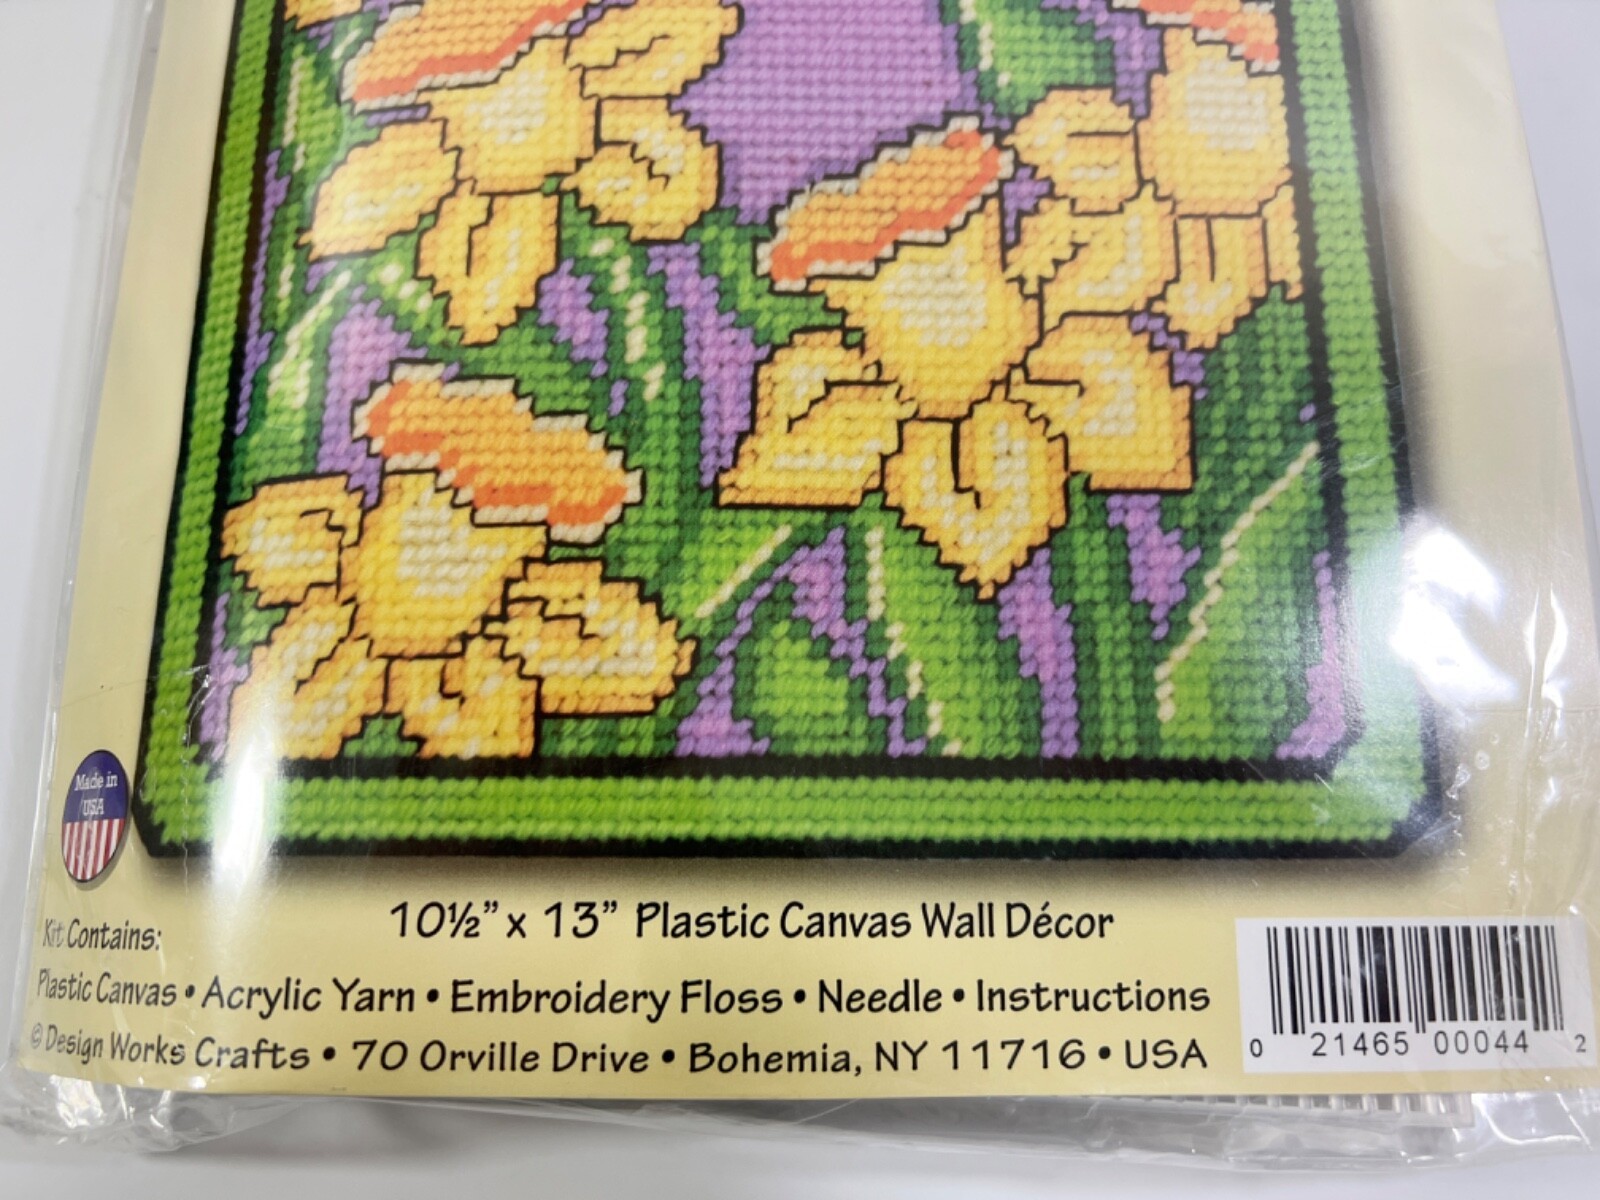 Made in
USA
10½" x 13" Plastic Canvas Wall Décor
Kit Contains:
Plastic Canvas • Acrylic Yarn • Embroidery Floss • Needle • Instructions
© Design Works Crafts • 70 Orville Drive • Bohemia, NY 11716 • USA
0 21465 00044 2